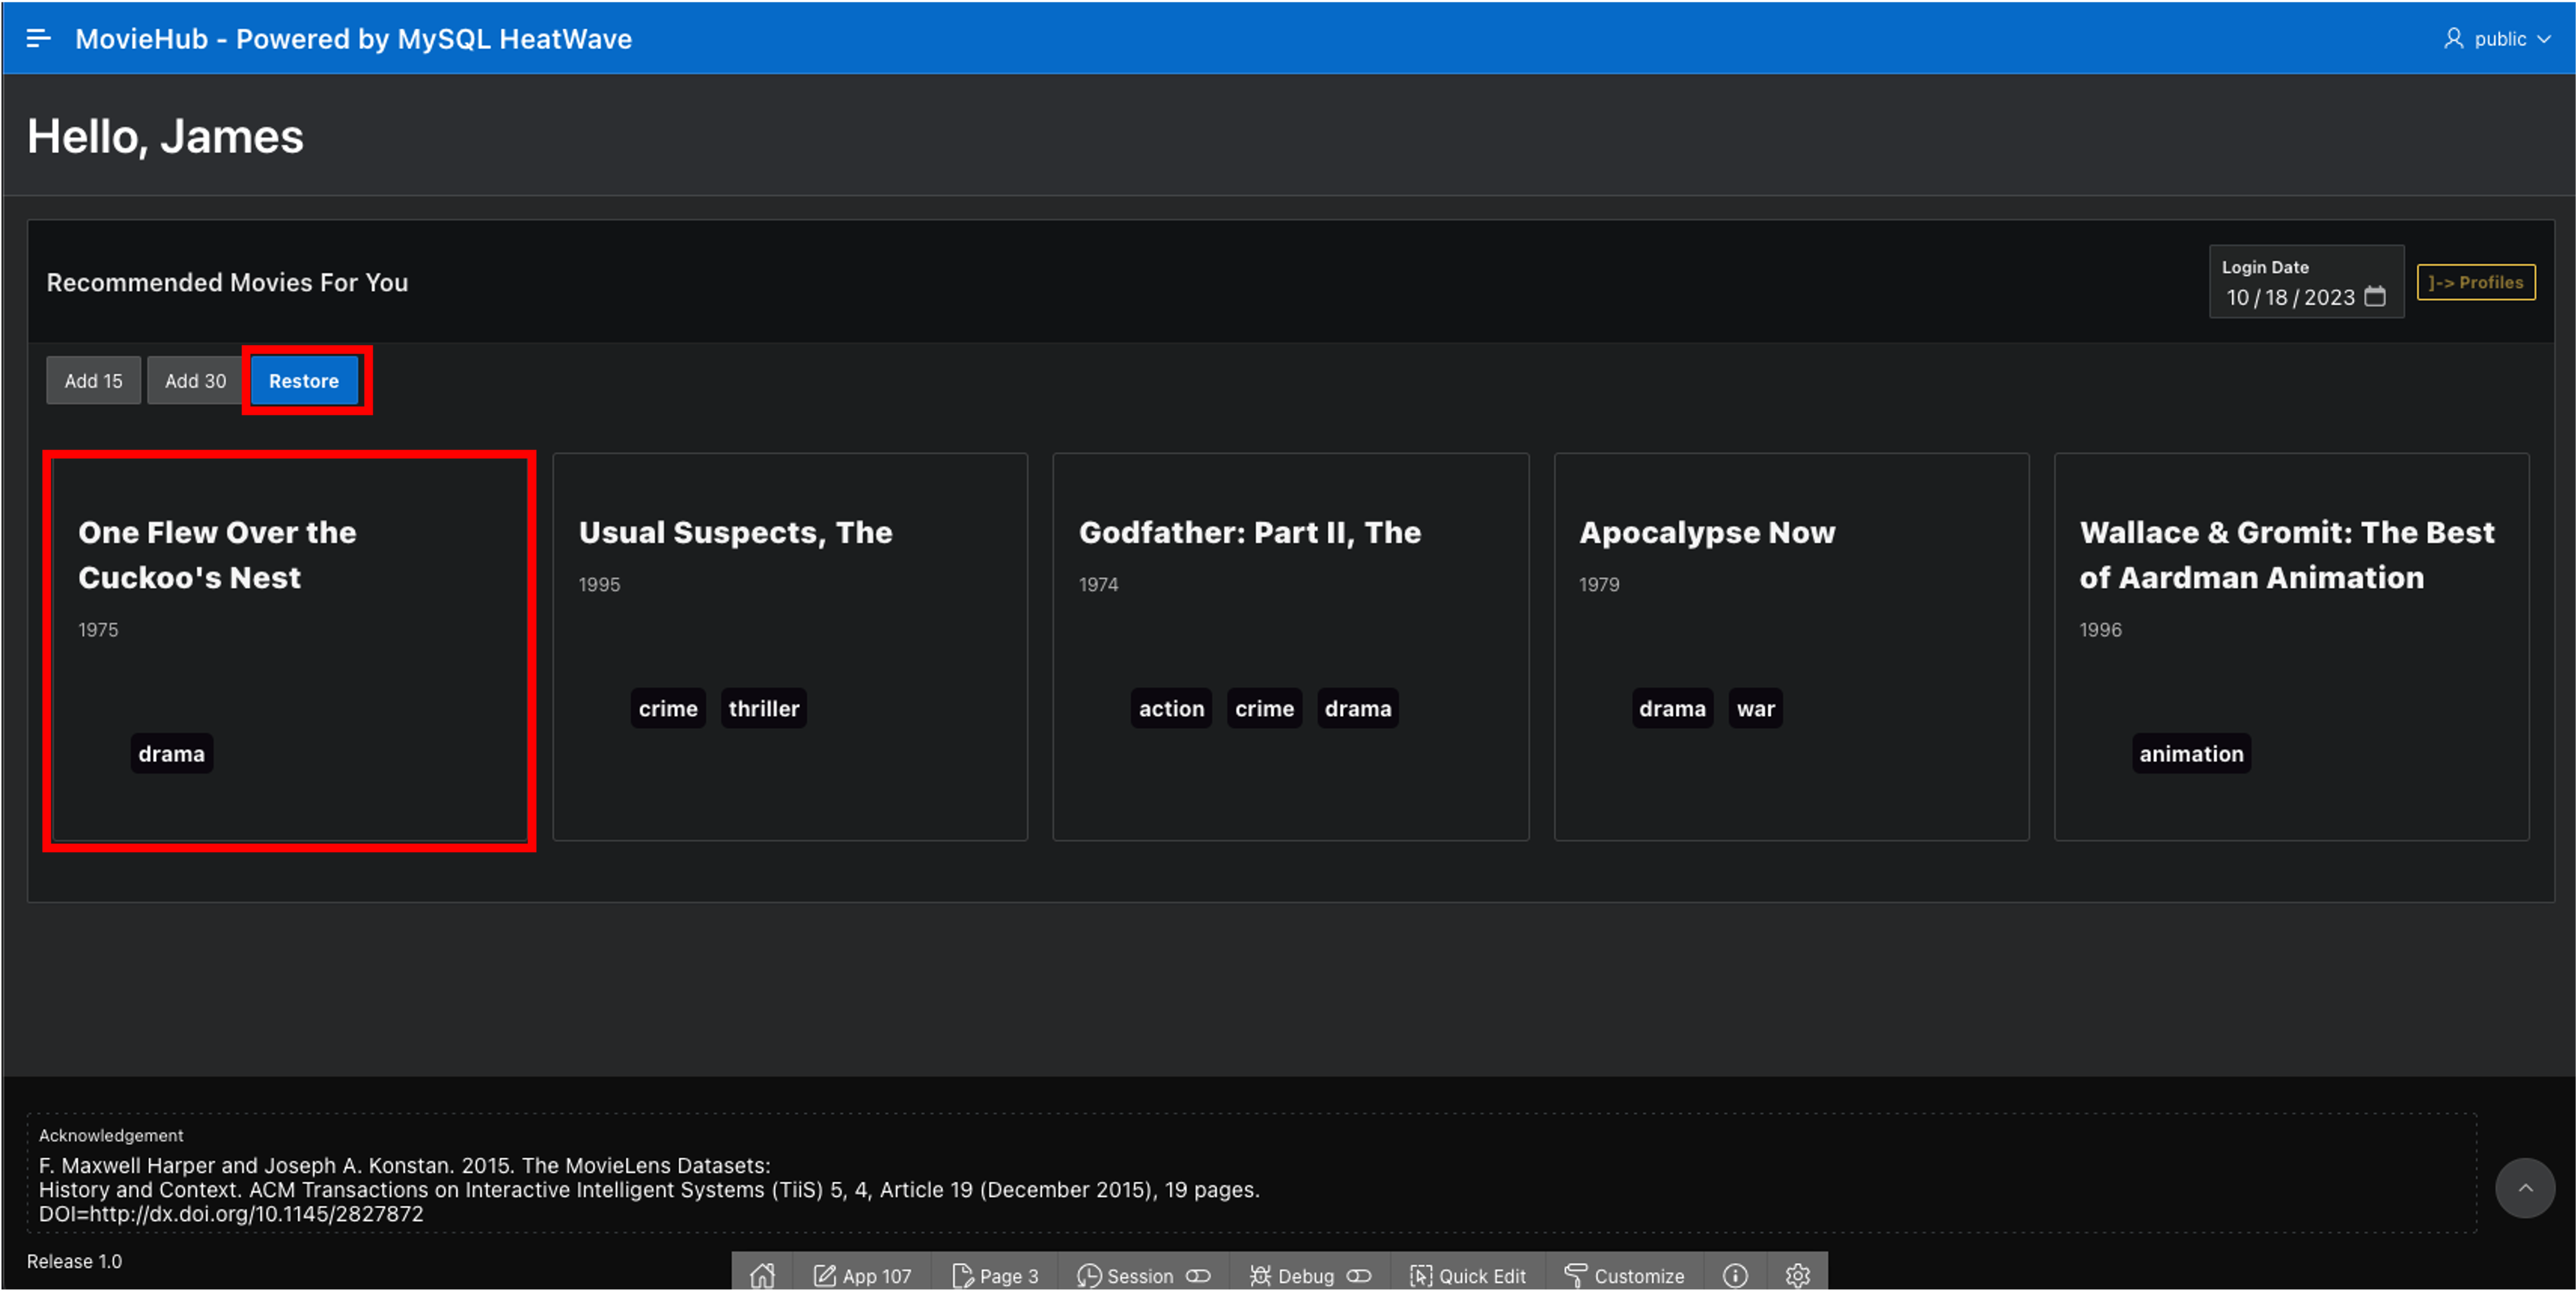 MovieHub - Powered by MySQL HeatWave
public
Hello, James
Recommended Movies For You
Login Date
10/18/2023
]-> Profiles
Add 15
Add 30
Restore
One Flew Over the
Cuckoo's Nest
1975
drama
Usual Suspects, The
1995
crime
thriller
Godfather: Part II, The
1974
action
crime
drama
Apocalypse Now
1979
drama
war
Wallace & Gromit: The Best
of Aardman Animation
1996
animation
Acknowledgement
F. Maxwell Harper and Joseph A. Konstan. 2015. The MovieLens Datasets:
History and Context. ACM Transactions on Interactive Intelligent Systems (TiiS) 5, 4, Article 19 (December 2015), 19 pages.
DOI=http://dx.doi.org/10.1145/2827872
Release 1.0
App 107
Page 3
Session
Debug
Quick Edit
Customize